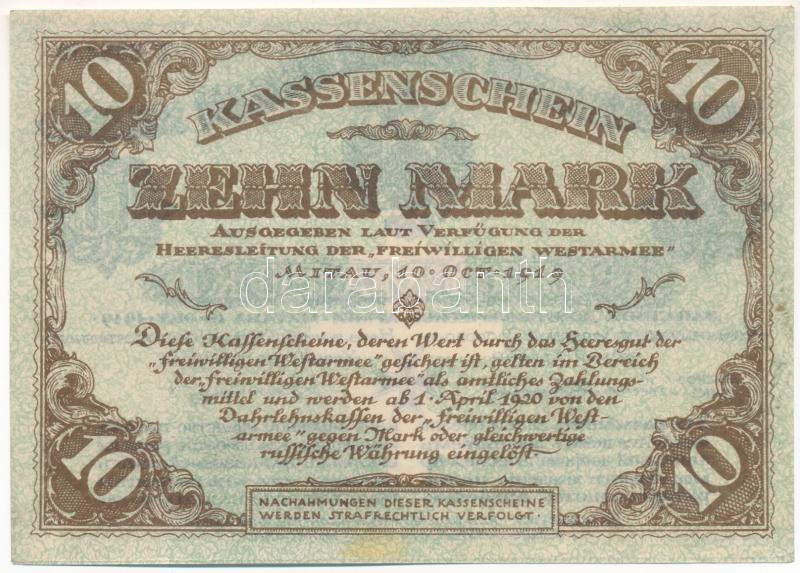 10 10
KASSENSCHEIN
ZEHN MARK
AUSGEGEBEN LAUT VERFÜGUNG DER
HEERESLEITUNG DER „FREIWILLIGEN WESTARMEE"
MITAU, 10. OCT. 1919
darabanth
Diese Kassenscheine, deren Wert durch das Heeresgut der
„freiwilligen Westarmee" gesichert ist, gelten im Bereich
der „freiwilligen Westarmee" als amtliches Zahlungs-
mittel und werden ab 1. April 1920 von den
Dahrlehnskassen der „freiwilligen West-
armee" gegen Mark oder gleichwertige
russische Währung eingelöst.
10 10
NACHAHMUNGEN DIESER KASSENSCHEINE
WERDEN STRAFRECHTLICH VERFOLGT.